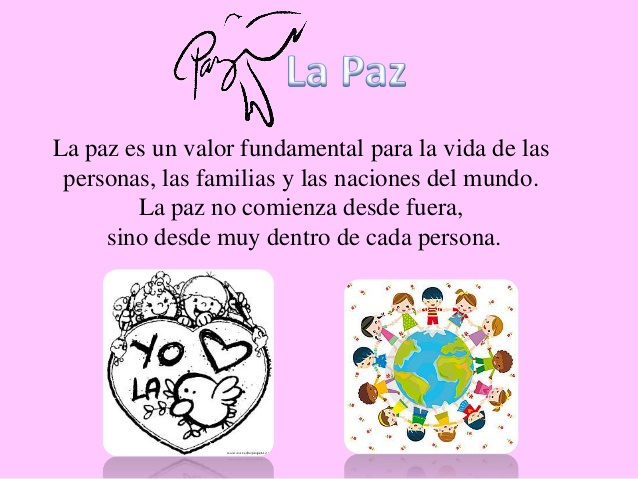 Paz
La Paz
La paz es un valor fundamental para la vida de las
personas, las familias y las naciones del mundo.
La paz no comienza desde fuera,
sino desde muy dentro de cada persona.
YO
LA